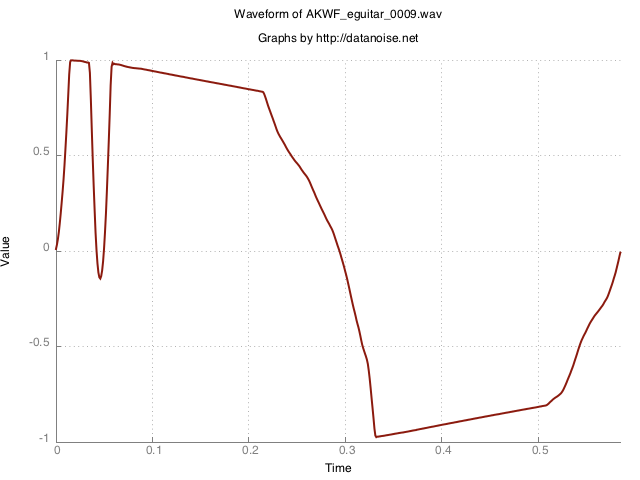 Waveform of AKWF_eguitar_0009.wav
Graphs by http://datanoise.net
1
0.5
0
-0.5
-1
Value
0 0.1 0.2 0.3 0.4 0.5
Time